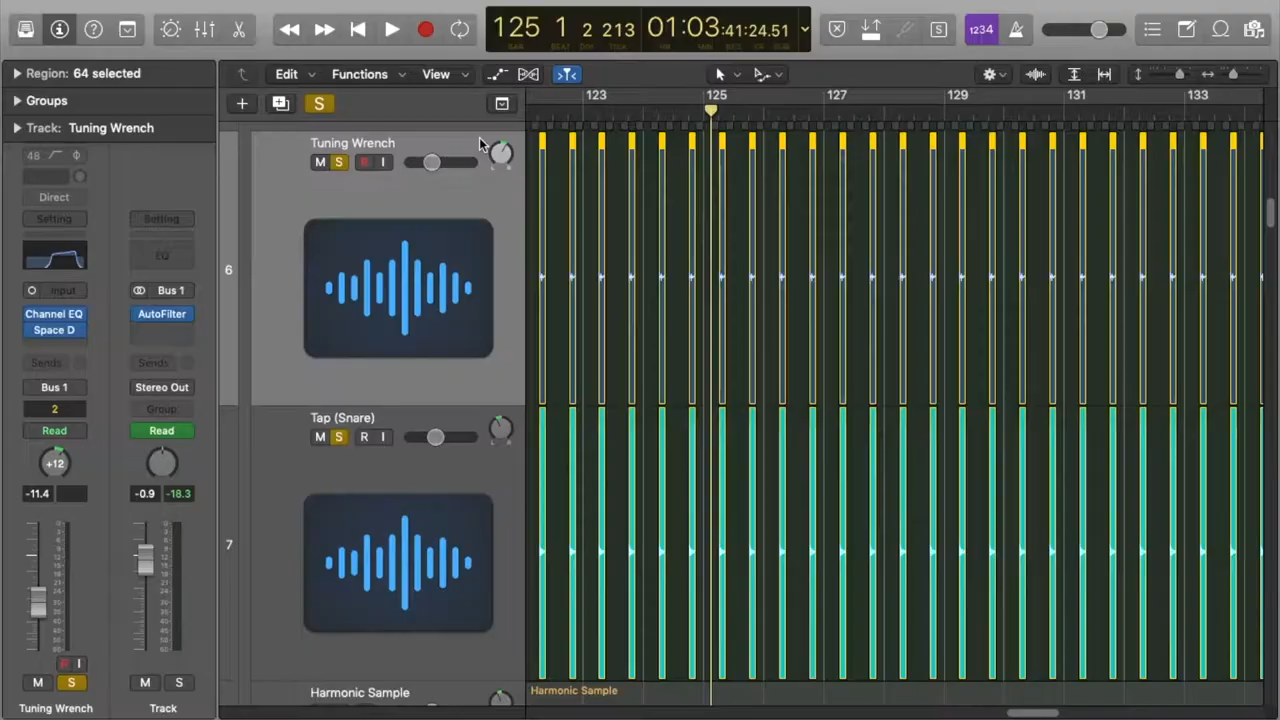 125 1 2 213 01:03:41:24.51
1234
Region: 64 selected
Groups
Track: Tuning Wrench
Edit Functions View
S
123 125 127 129 131 133
48
Direct
Setting Setting
EQ
Input Bus 1
Channel EQ AutoFilter
Space D
Sends Sends
Bus 1 Stereo Out
2 Group
Read Read
+12
-11.4 -0.9 -18.3
R I
M S M S
Tuning Wrench Track
6
Tuning Wrench
M S R I
7
Tap (Snare)
M S R I
Harmonic Sample
Harmonic Sample